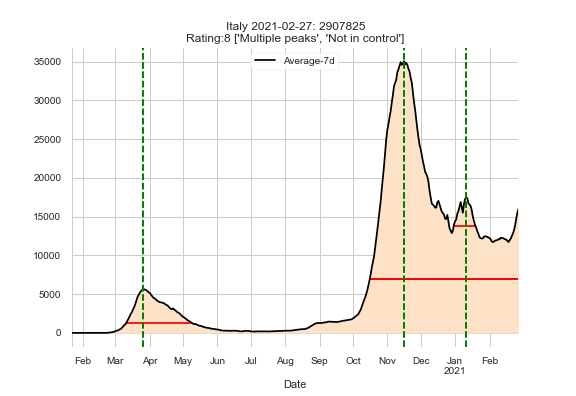 Italy 2021-02-27: 2907825
Rating:8 ['Multiple peaks', 'Not in control']
Average-7d
35000
30000
25000
20000
15000
10000
5000
0
Feb Mar Apr May Jun Jul Aug Sep Oct Nov Dec Jan Feb
2021
Date